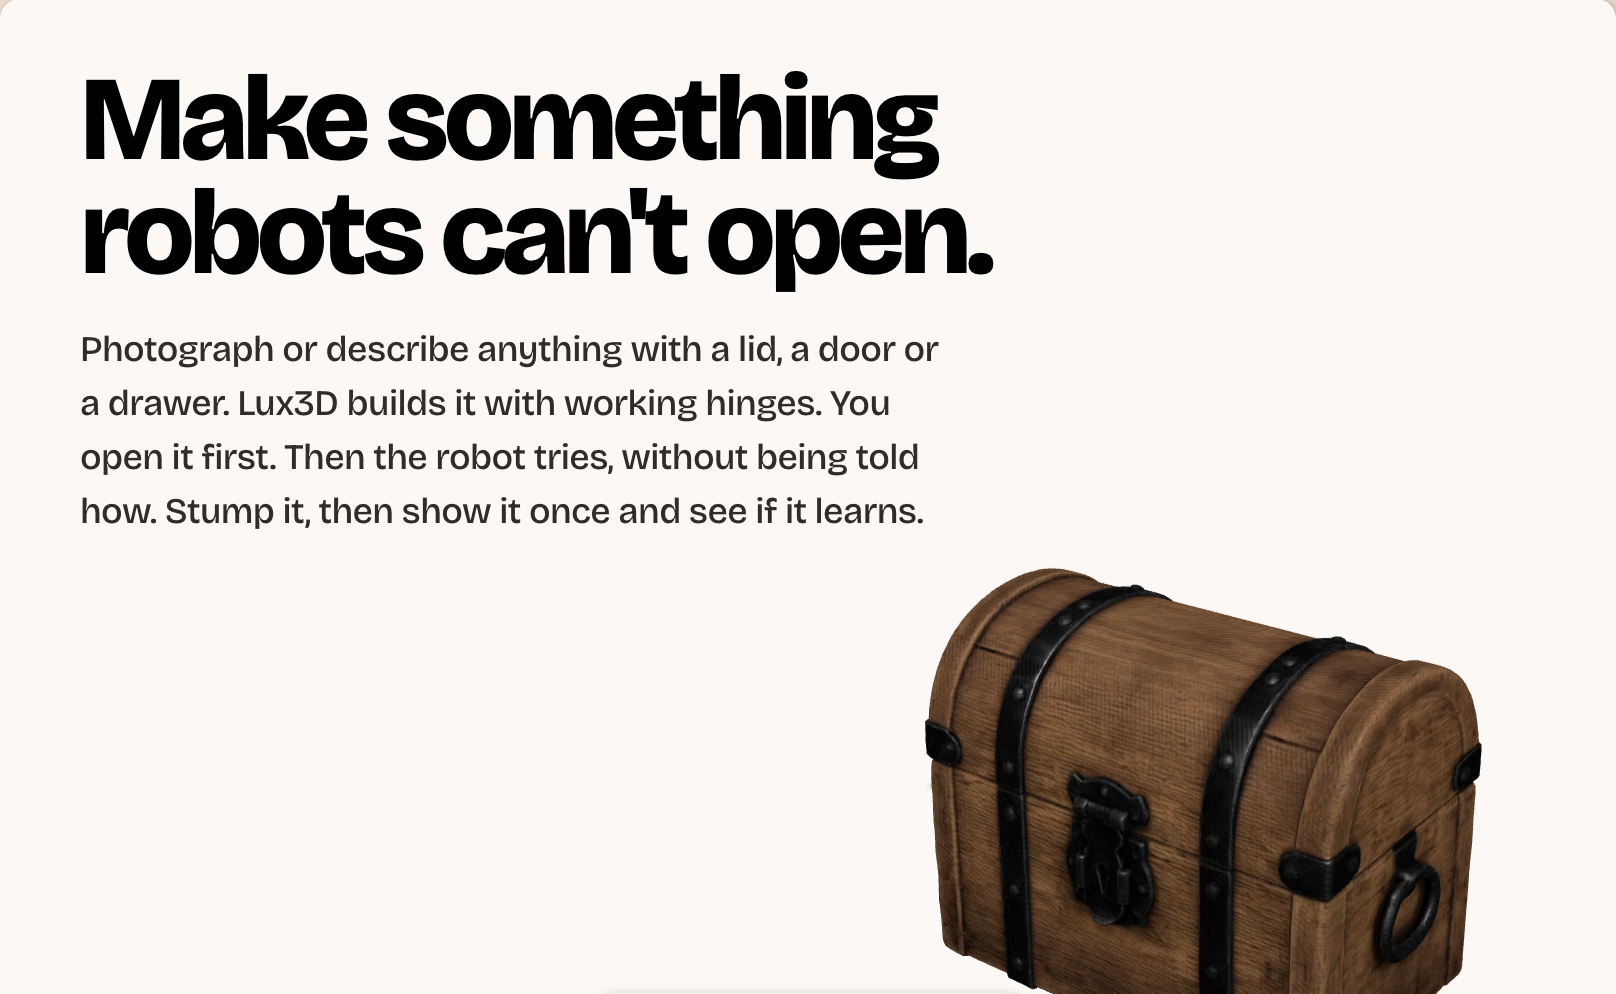 Make something
robots can't open.
Photograph or describe anything with a lid, a door or
a drawer. Lux3D builds it with working hinges. You
open it first. Then the robot tries, without being told
how. Stump it, then show it once and see if it learns.